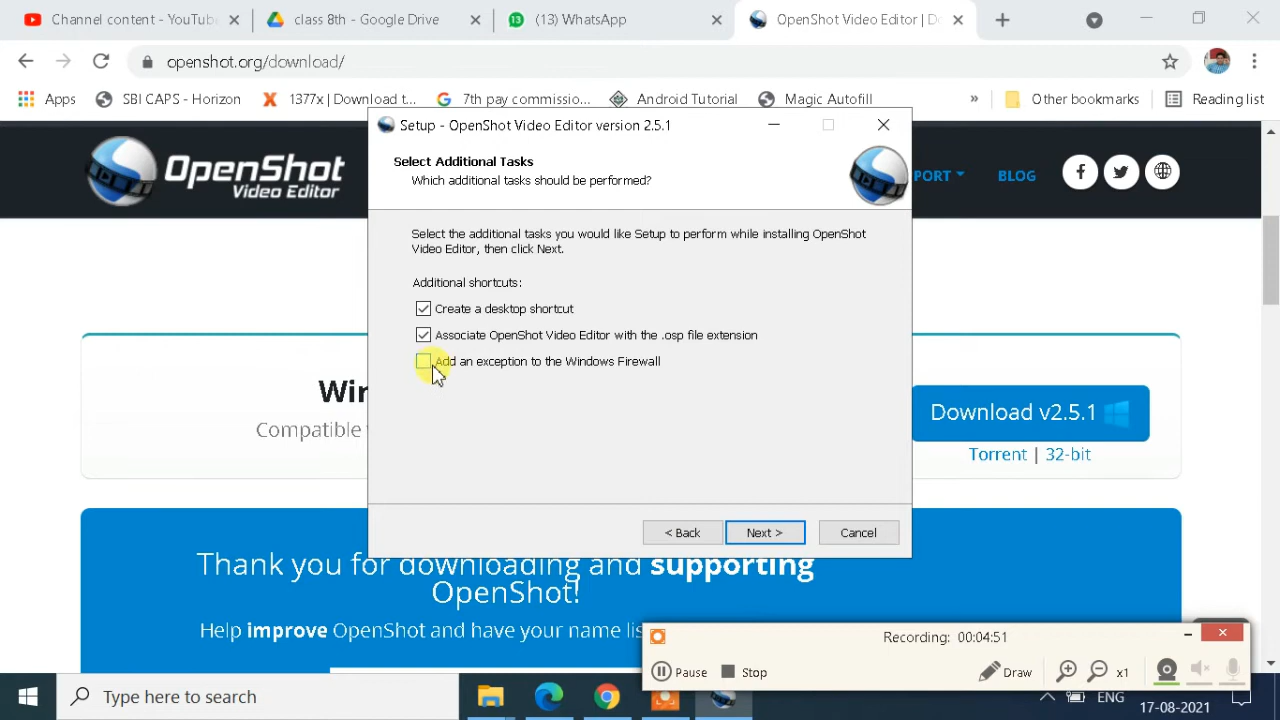 Channel content - YouTube
class 8th - Google Drive
13
(13) WhatsApp
OpenShot Video Editor | D
openshot.org/download/
Apps
SBI CAPS - Horizon
1377x | Download t...
7th pay commissio...
Android Tutorial
Magic Autofill
»
Other bookmarks
Reading list
OpenShot
Video Editor
PORT
BLOG
Setup - OpenShot Video Editor version 2.5.1
Select Additional Tasks
Which additional tasks should be performed?
Select the additional tasks you would like Setup to perform while installing OpenShot
Video Editor, then click Next.
Additional shortcuts:
Create a desktop shortcut
Associate OpenShot Video Editor with the .osp file extension
Add an exception to the Windows Firewall
< Back
Next >
Cancel
Win
Compatible
Download v2.5.1
Torrent | 32-bit
Thank you for downloading and supporting
OpenShot!
Help improve OpenShot and have your name lis
Recording: 00:04:51
Pause
Stop
Draw
x1
Type here to search
ENG
17-08-2021